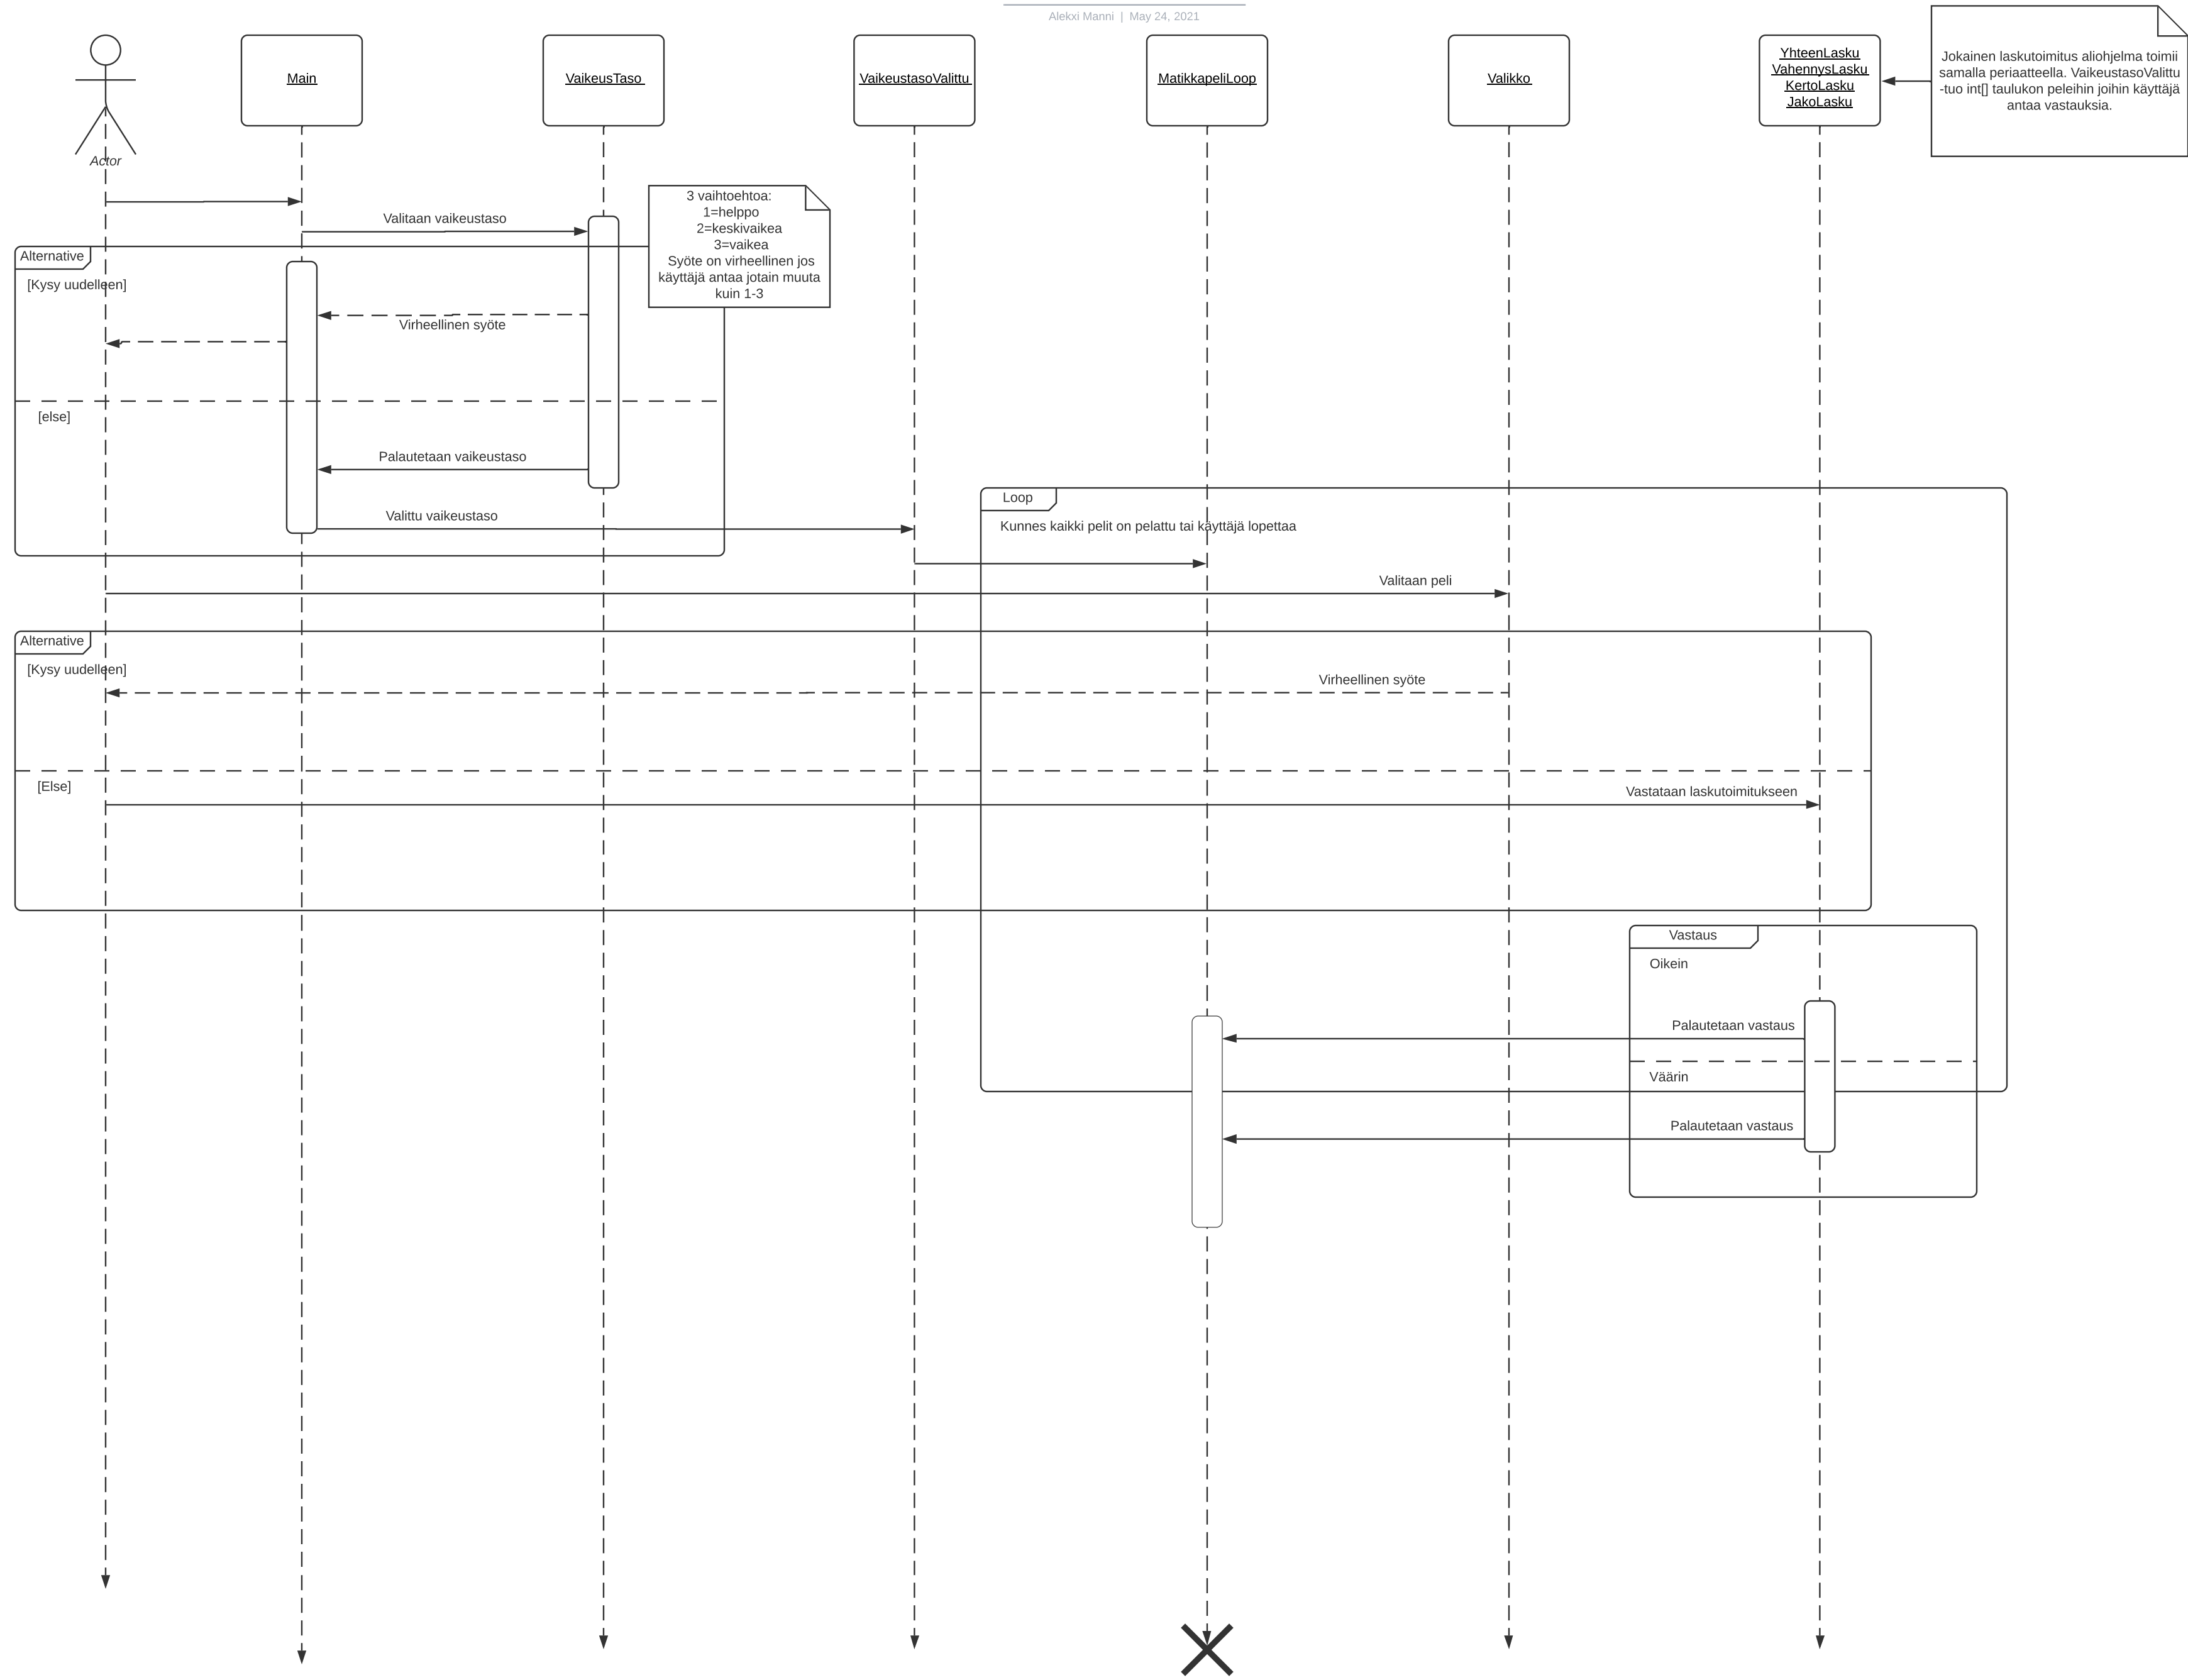 Alekxi Manni | May 24, 2021
Actor
Main
VaikeusTaso
VaikeustasoValittu
MatikkapeliLoop
Valikko
YhteenLasku
VahennysLasku
KertoLasku
JakoLasku
Jokainen laskutoimitus aliohjelma toimii
samalla periaatteella. VaikeustasoValittu
-tuo int[] taulukon peleihin joihin käyttäjä
antaa vastauksia.
3 vaihtoehtoa:
1=helppo
2=keskivaikea
3=vaikea
Syöte on virheellinen jos
käyttäjä antaa jotain muuta
kuin 1-3
Valitaan vaikeustaso
Alternative
[Kysy uudelleen]
Virheellinen syöte
[else]
Palautetaan vaikeustaso
Valittu vaikeustaso
Loop
Kunnes kaikki pelit on pelattu tai käyttäjä lopettaa
Valitaan peli
Alternative
[Kysy uudelleen]
Virheellinen syöte
[Else]
Vastataan laskutoimitukseen
Vastaus
Oikein
Palautetaan vastaus
Väärin
Palautetaan vastaus